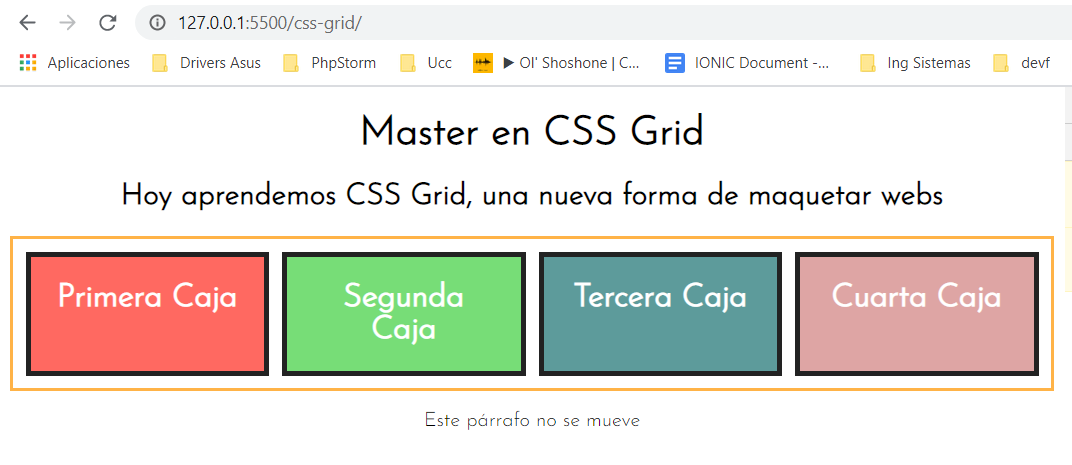 127.0.0.1:5500/css-grid/
Aplicaciones Drivers Asus PhpStorm Ucc ▶ Ol' Shoshone | C... IONIC Document -... Ing Sistemas devf
Master en CSS Grid
Hoy aprendemos CSS Grid, una nueva forma de maquetar webs
Primera Caja
Segunda
Caja
Tercera Caja
Cuarta Caja
Este párrafo no se mueve